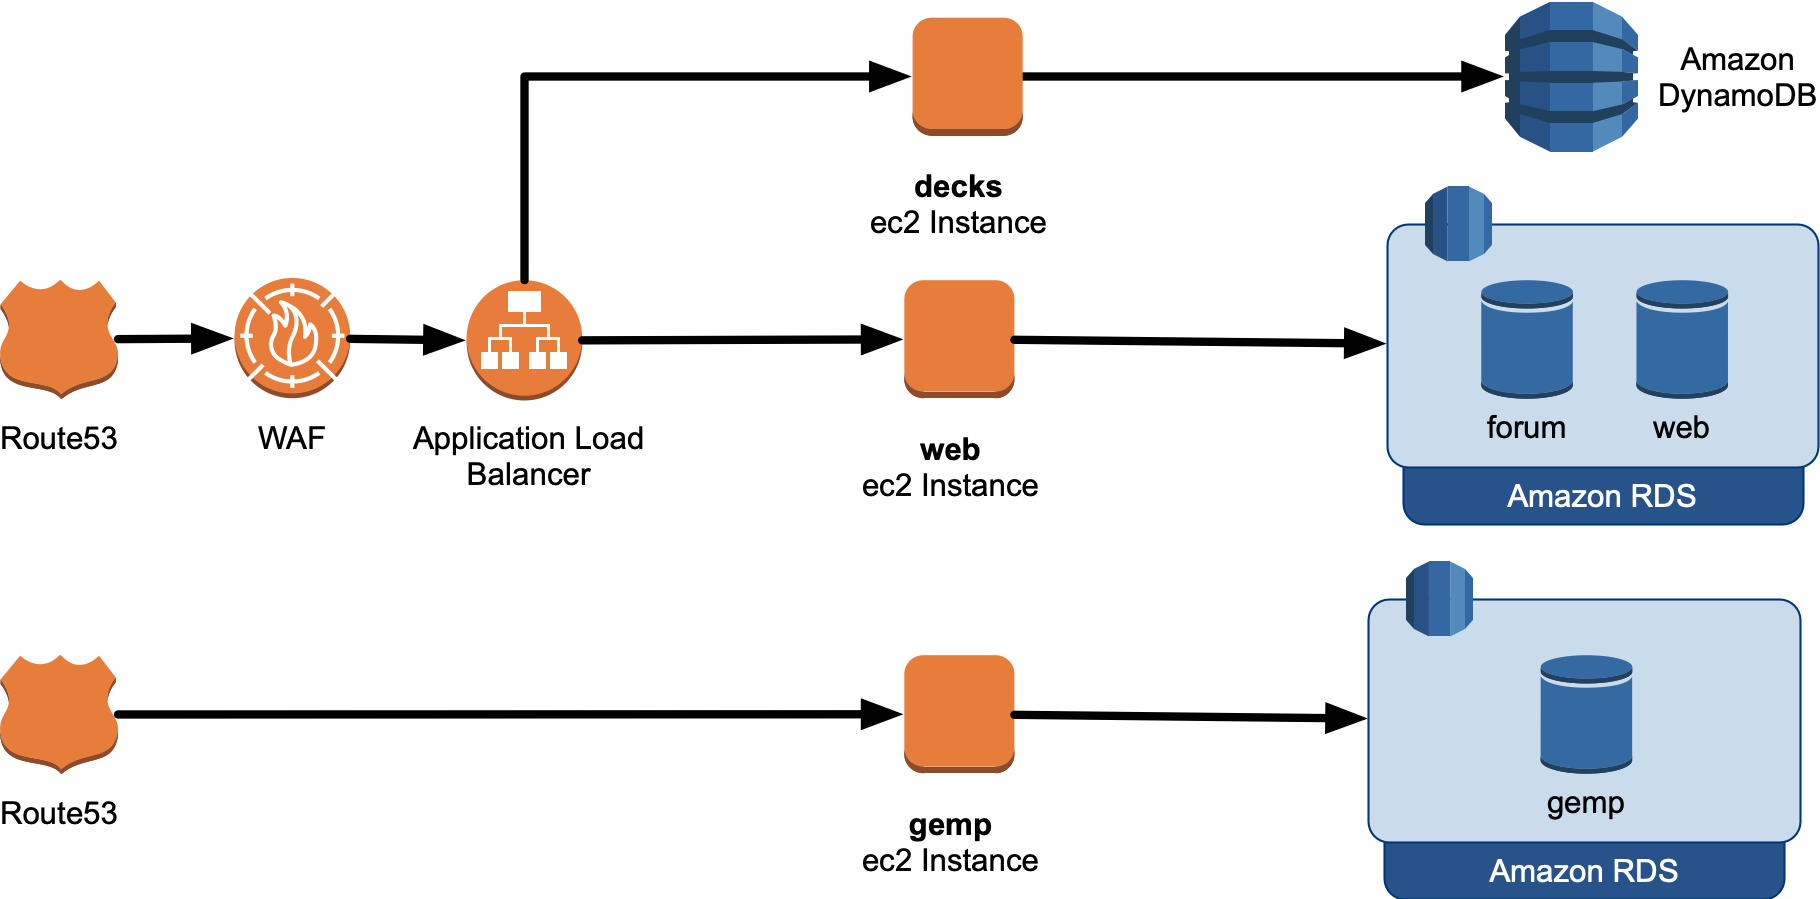 Amazon
DynamoDB
decks
ec2 Instance
Route53
WAF
Application Load
Balancer
web
ec2 Instance
forum
web
Amazon RDS
Route53
gemp
ec2 Instance
gemp
Amazon RDS